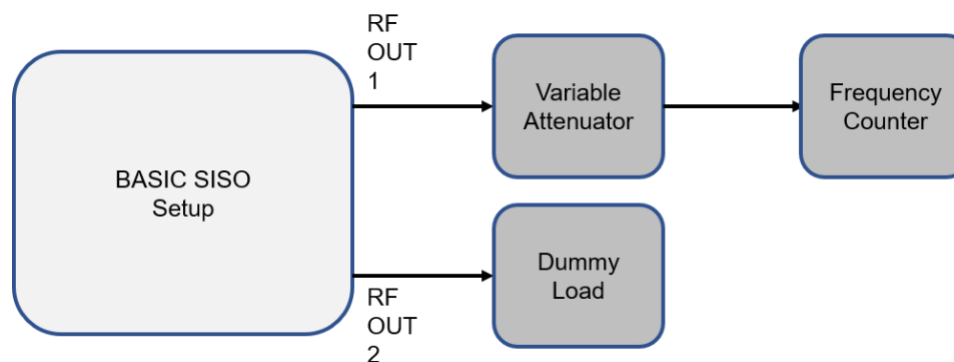 RF
OUT
1
BASIC SISO
Setup
Variable
Attenuator
Frequency
Counter
Dummy
Load
RF
OUT
2